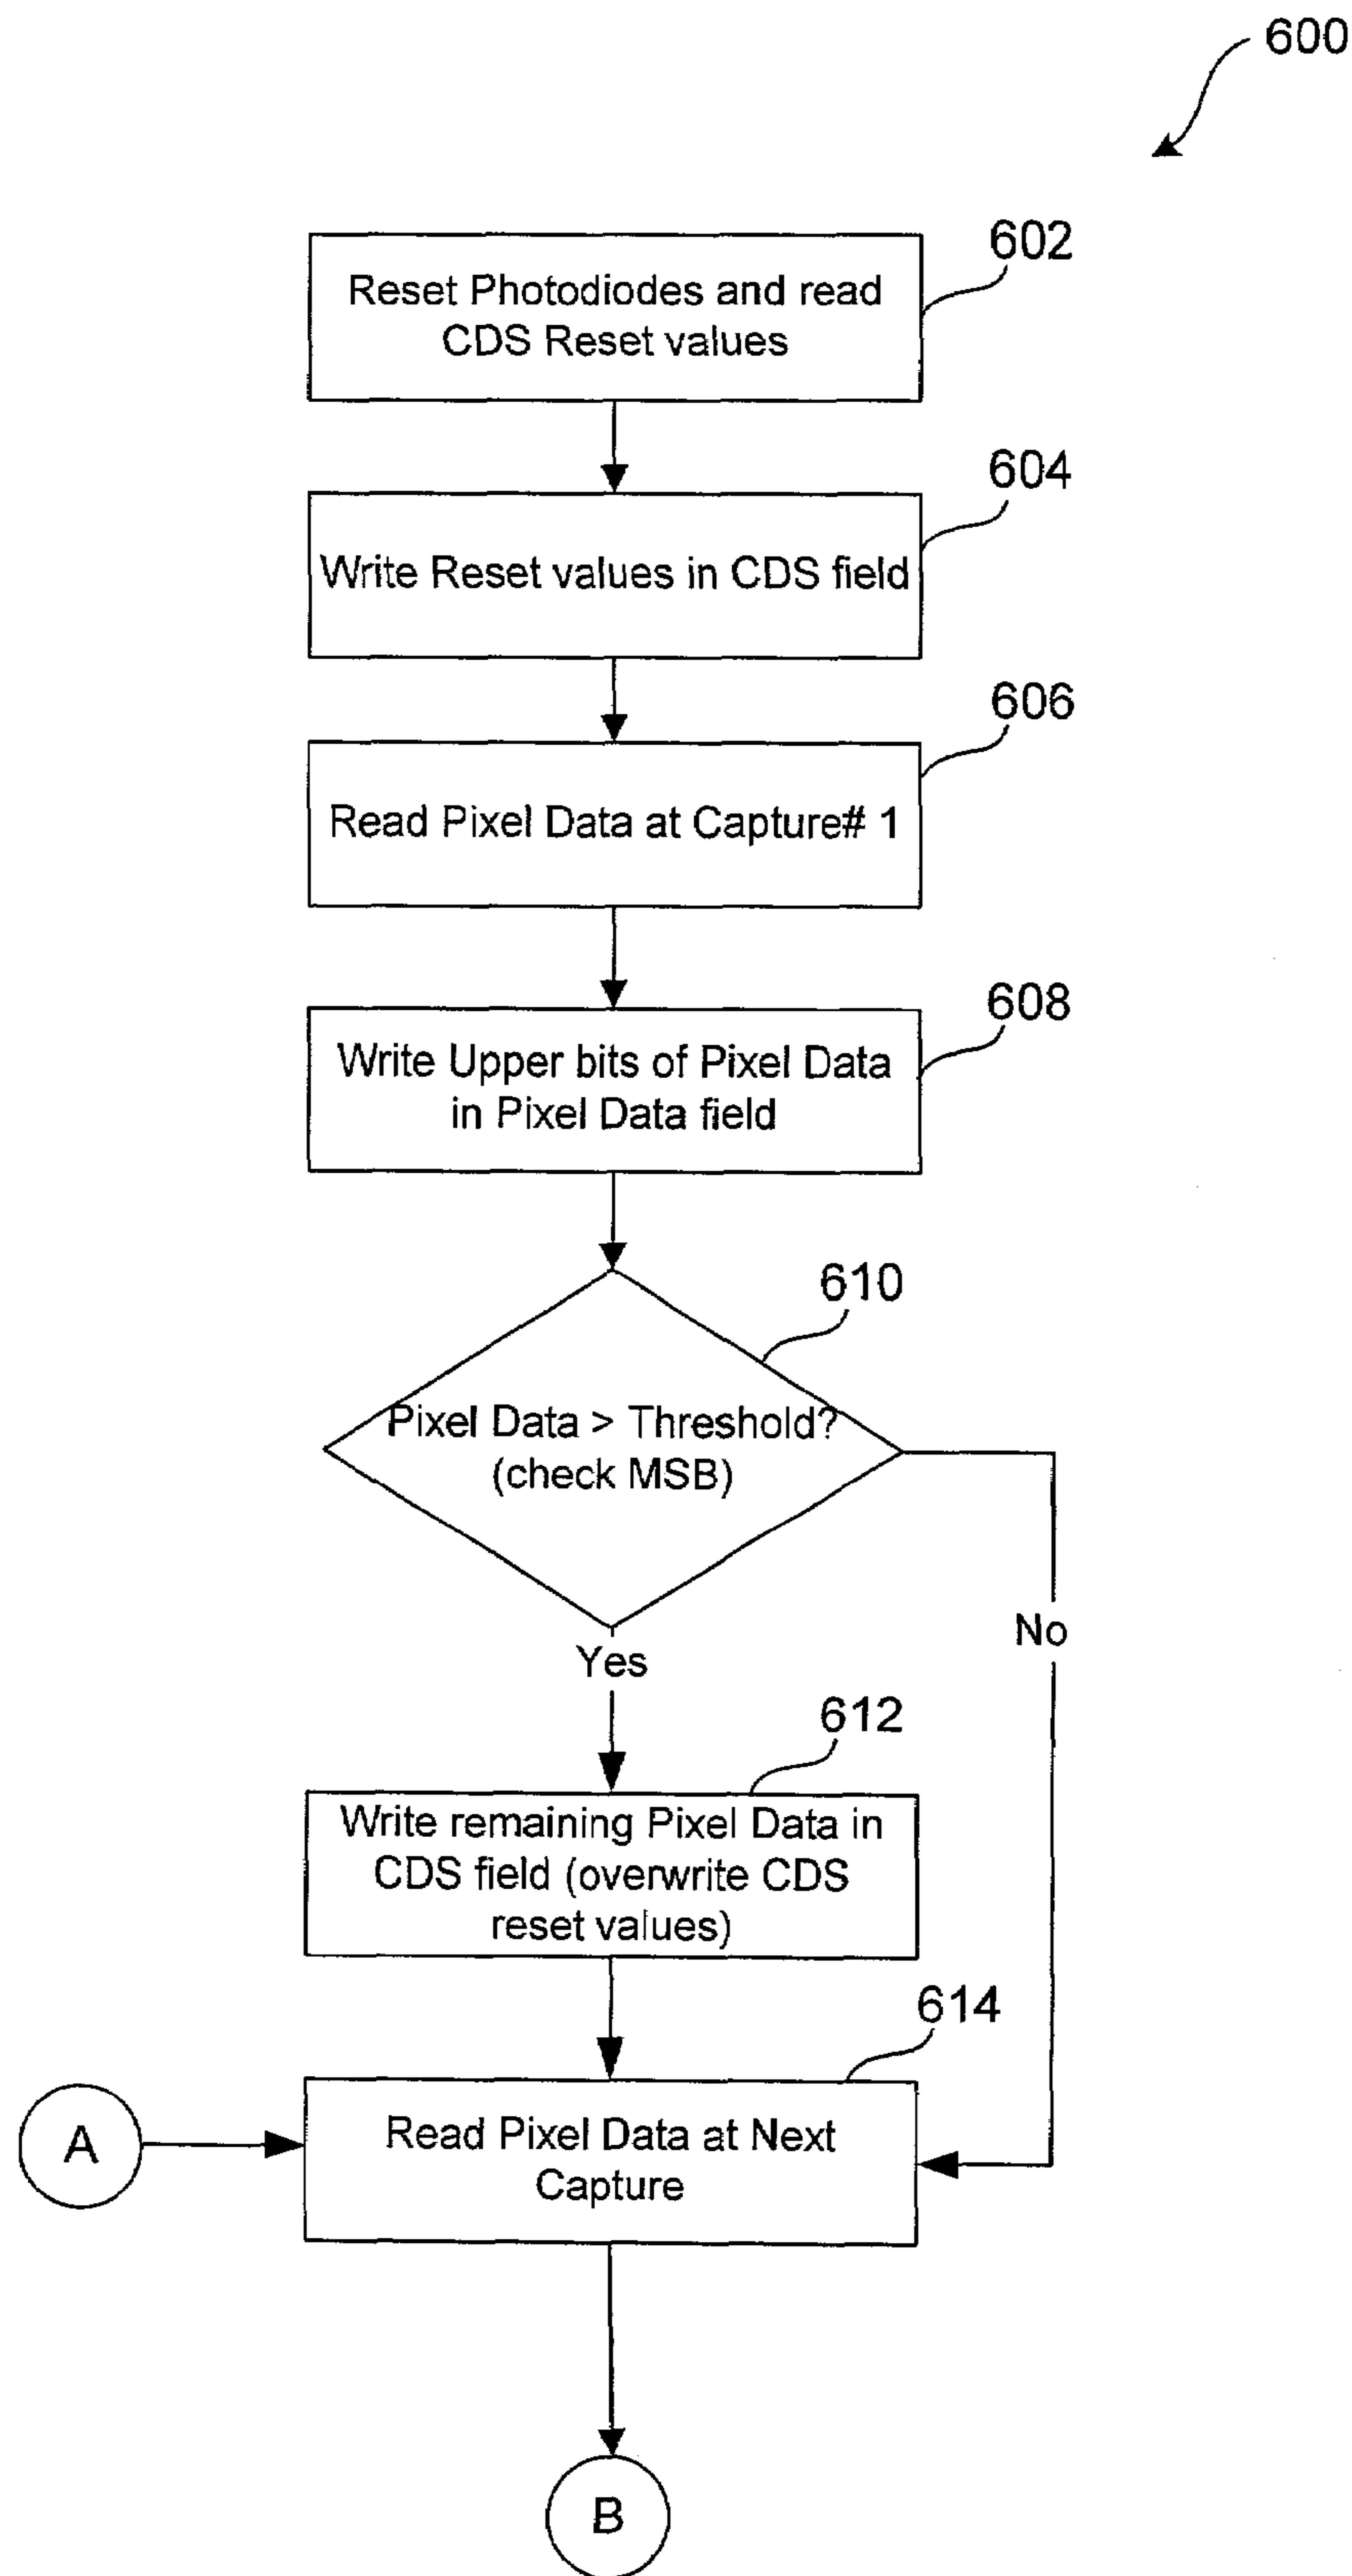 600
602
Reset Photodiodes and read
CDS Reset values
604
Write Reset values in CDS field
606
Read Pixel Data at Capture# 1
608
Write Upper bits of Pixel Data
in Pixel Data field
610
Pixel Data > Threshold?
(check MSB)
No
Yes
612
Write remaining Pixel Data in
CDS field (overwrite CDS
reset values)
614
A
Read Pixel Data at Next
Capture
B